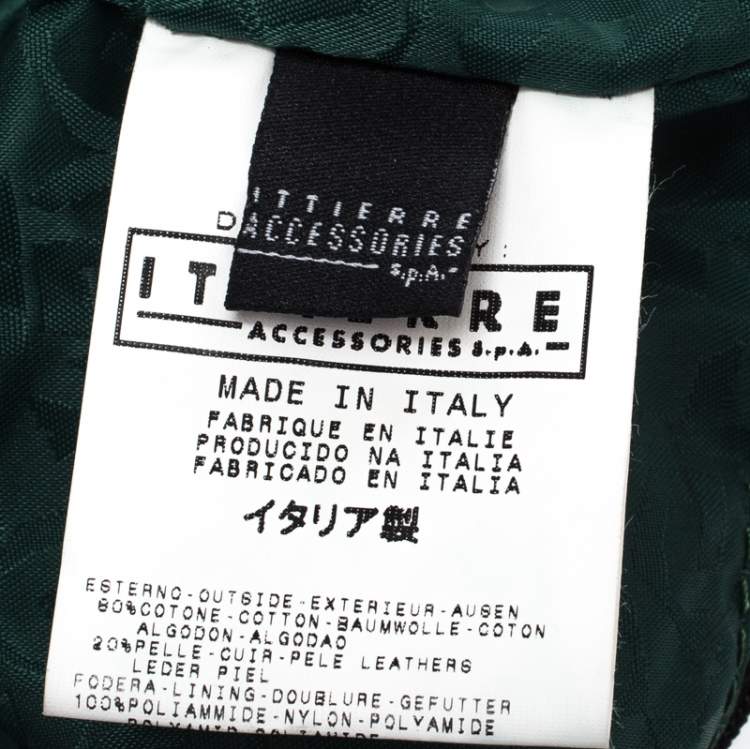 ITTIERRE
ACCESSORIES
S.p.A.
ACCESSORIES S.p.A.
MADE IN ITALY
FABRIQUE EN ITALIE
PRODUCIDO NA ITALIA
FABRICADO EN ITALIA
イタリア製
ESTERNO-OUTSIDE-EXTERIEUR-AUSEN
80%COTONE-COTTON-BAUMWOLLE-COTON
ALGODON-ALGODAO
20%PELLE-CUIR-PELE LEATHERS
LEDER PIEL
FODERA-LINING-DOUBLURE-GEFUTTER
100%POLIAMMIDE-NYLON-POLYAMIDE